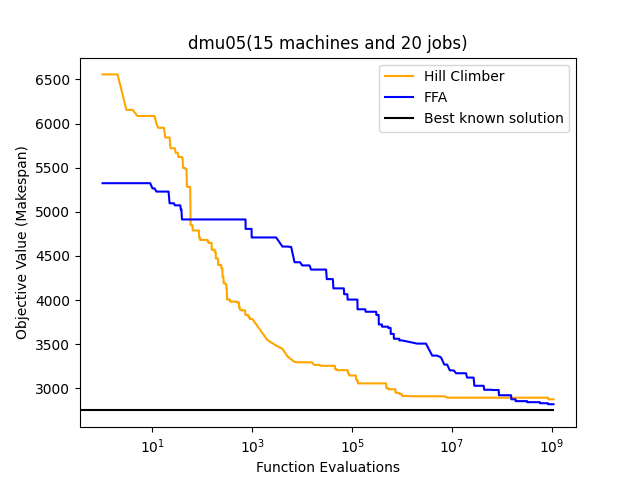 dmu05(15 machines and 20 jobs)
Hill Climber
FFA
Best known solution
Objective Value (Makespan)
6500
6000
5500
5000
4500
4000
3500
3000
10¹ 10³ 10⁵ 10⁷ 10⁹
Function Evaluations